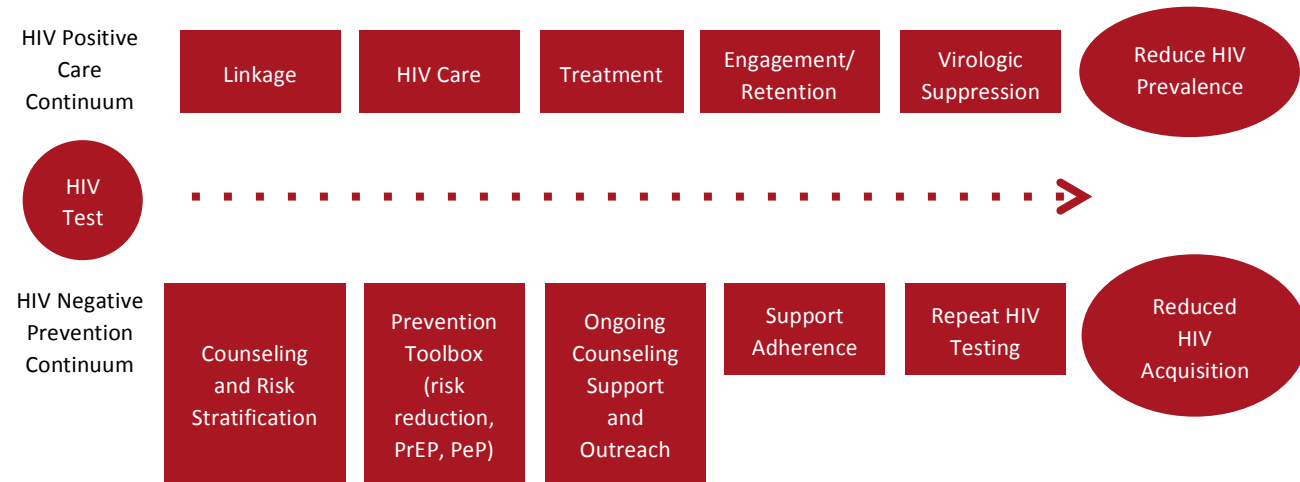 HIV Positive
Care
Continuum
Linkage
HIV Care
Treatment
Engagement/
Retention
Virologic
Suppression
Reduce HIV
Prevalence
HIV
Test
HIV Negative
Prevention
Continuum
Counseling
and Risk
Stratification
Prevention
Toolbox
(risk
reduction,
PrEP, PeP)
Ongoing
Counseling
Support
and
Outreach
Support
Adherence
Repeat HIV
Testing
Reduced
HIV
Acquisition